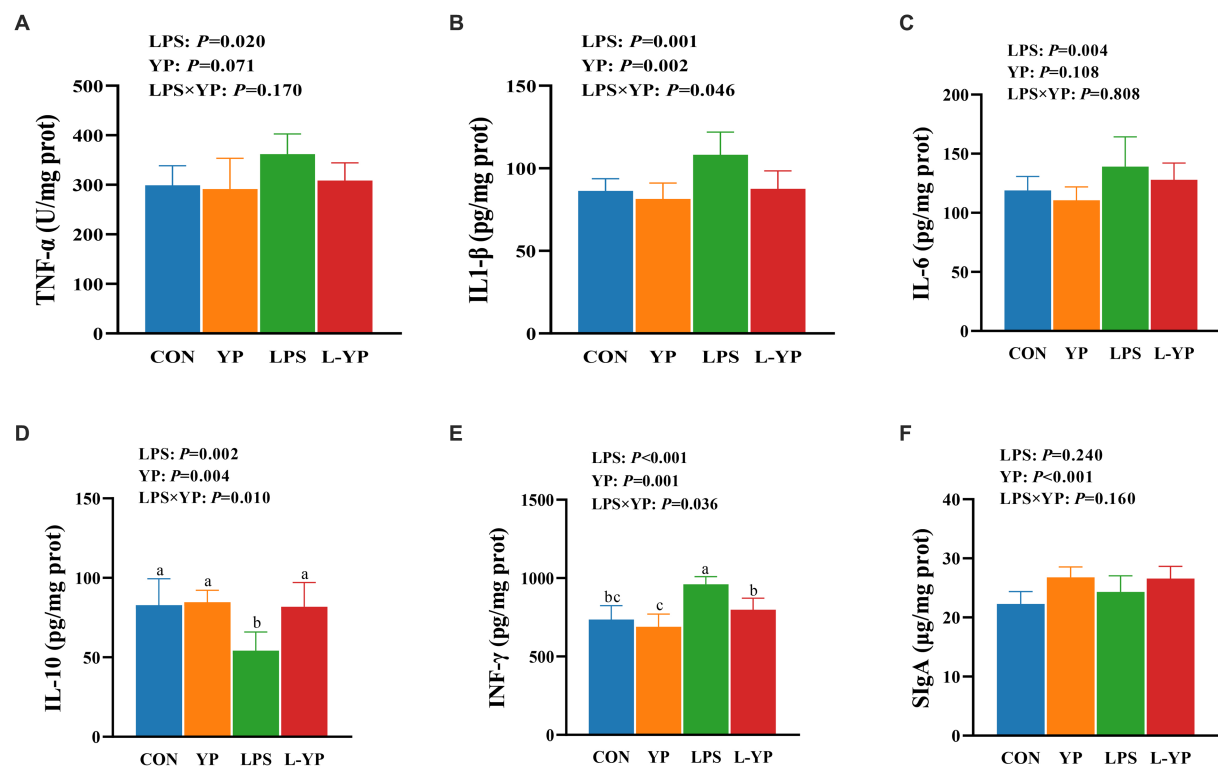 A
LPS: P=0.020
YP: P=0.071
LPS×YP: P=0.170
TNF-α (U/mg prot)
500
400
300
200
100
0
CON YP LPS L-YP
B
LPS: P=0.001
YP: P=0.002
LPS×YP: P=0.046
IL1-β (pg/mg prot)
150
100
50
0
CON YP LPS L-YP
C
LPS: P=0.004
YP: P=0.108
LPS×YP: P=0.808
IL-6 (pg/mg prot)
200
150
100
50
0
CON YP LPS L-YP
D
LPS: P=0.002
YP: P=0.004
LPS×YP: P=0.010
IL-10 (pg/mg prot)
150
100
50
0
a a b a
CON YP LPS L-YP
E
LPS: P<0.001
YP: P=0.001
LPS×YP: P=0.036
INF-γ (pg/mg prot)
1500
1000
500
0
bc c a b
CON YP LPS L-YP
F
LPS: P=0.240
YP: P<0.001
LPS×YP: P=0.160
SIgA (μg/mg prot)
40
30
20
10
0
CON YP LPS L-YP